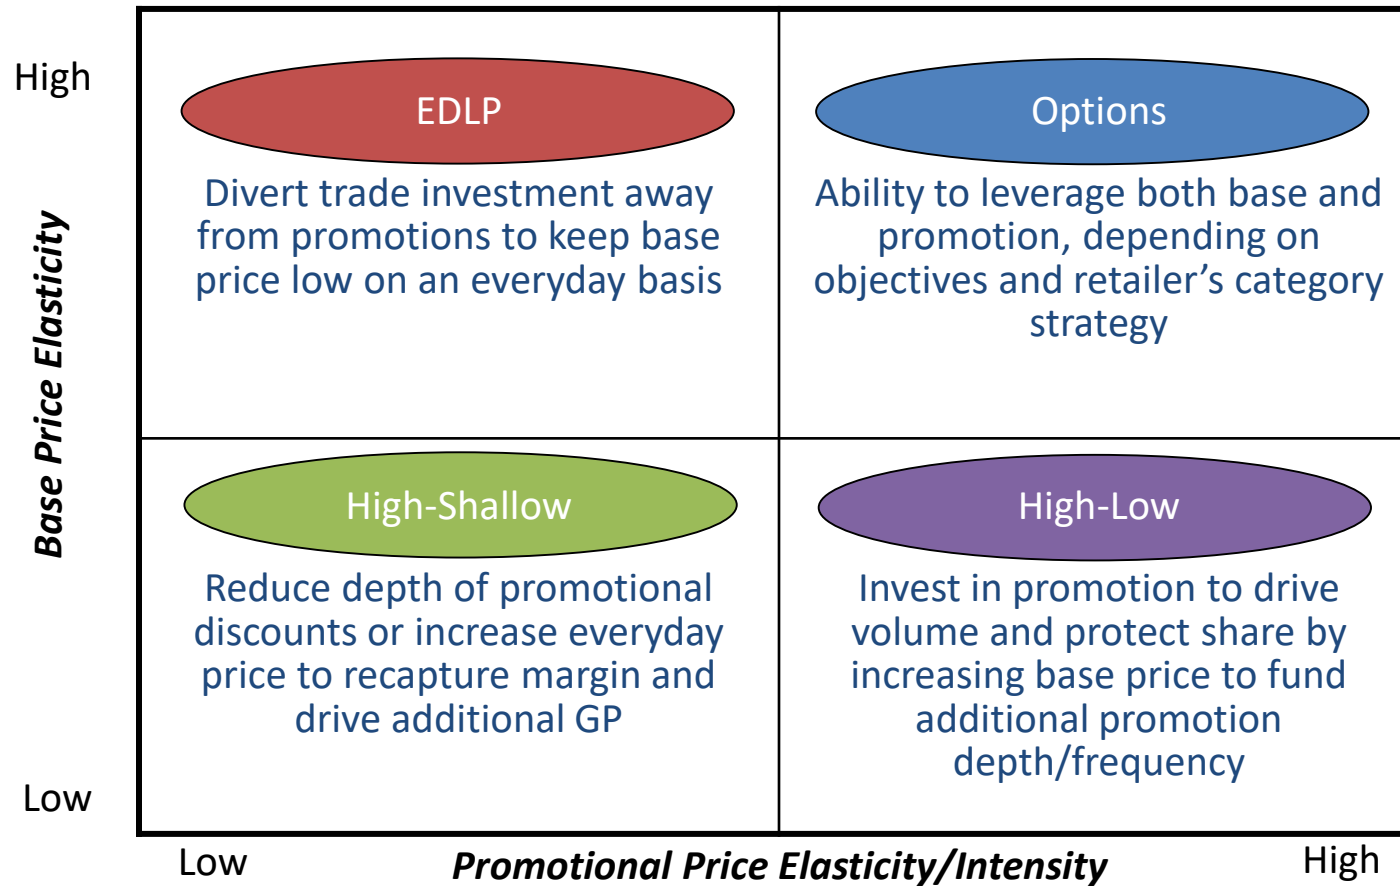 High
EDLP
Options
Divert trade investment away
from promotions to keep base
price low on an everyday basis
Ability to leverage both base and
promotion, depending on
objectives and retailer’s category
strategy
Base Price Elasticity
High-Shallow
High-Low
Reduce depth of promotional
discounts or increase everyday
price to recapture margin and
drive additional GP
Invest in promotion to drive
volume and protect share by
increasing base price to fund
additional promotion
depth/frequency
Low
Low
Promotional Price Elasticity/Intensity
High